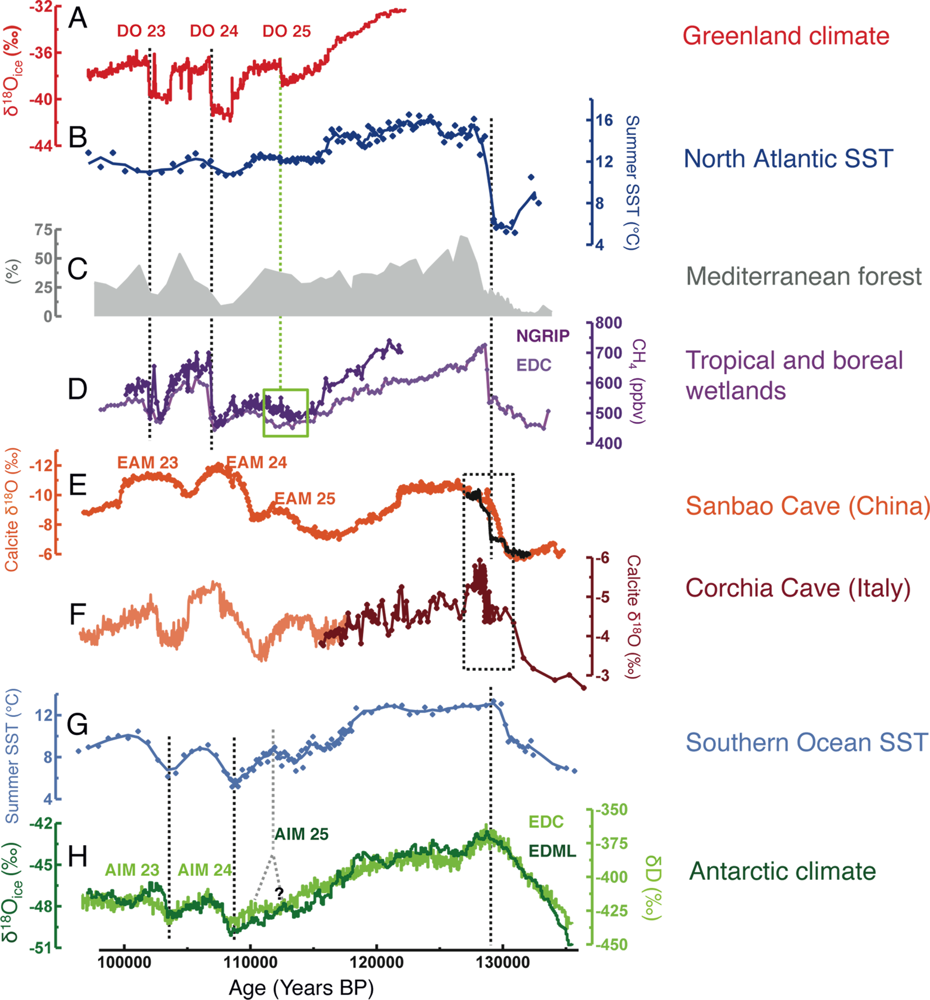 A
-32
-36
-40
-44
δ18Oice (‰)
DO 23
DO 24
DO 25
Greenland climate
B
16
12
8
4
Summer SST (°C)
North Atlantic SST
C
75
50
25
0
(%)
Mediterranean forest
D
NGRIP
EDC
800
700
600
500
400
CH4 (ppbv)
Tropical and boreal
wetlands
E
-12
-10
-8
-6
Calcite δ18O (‰)
EAM 23
EAM 24
EAM 25
Sanbao Cave (China)
F
-6
-5
-4
-3
Calcite δ18O (‰)
Corchia Cave (Italy)
G
12
8
4
Summer SST (°C)
Southern Ocean SST
H
-42
-45
-48
-51
δ18Oice (‰)
AIM 23
AIM 24
AIM 25
?
EDC
EDML
-350
-375
-400
-425
-450
δD (‰)
Antarctic climate
100000
110000
120000
130000
Age (Years BP)